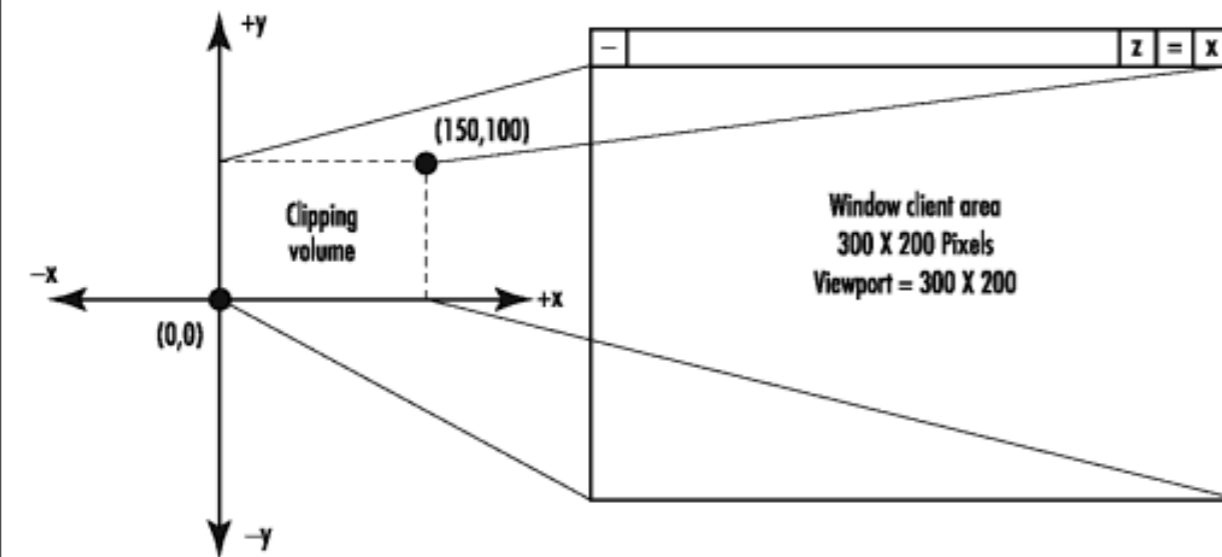 +y
– z = x
(150,100)
Clipping
volume
Window client area
300 X 200 Pixels
Viewport = 300 X 200
–x
+x
(0,0)
–y